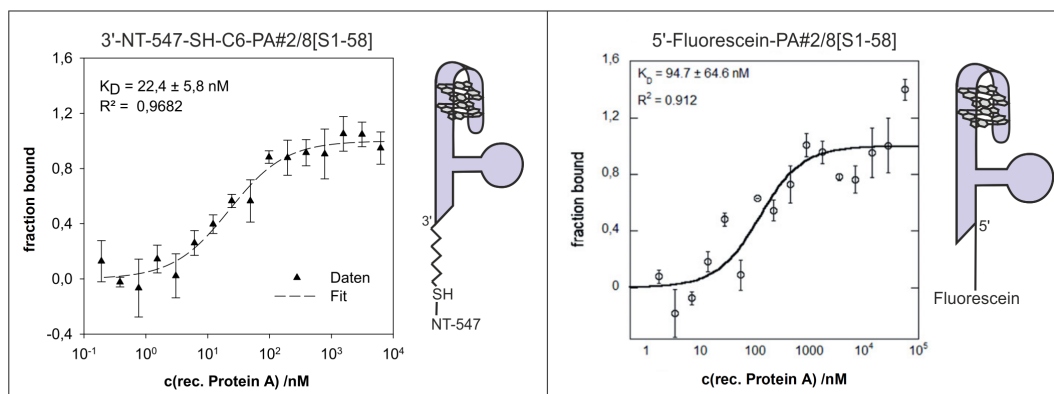 3'-NT-547-SH-C6-PA#2/8[S1-58]
1,6
1,2
0,8
0,4
0,0
-0,4
fraction bound
KD = 22,4 ± 5,8 nM
R² = 0,9682
Daten
Fit
10-1
10⁰
10¹
10²
10³
10⁴
c(rec. Protein A) /nM
3'
SH
NT-547
5'-Fluorescein-PA#2/8[S1-58]
1,6
1,2
0,8
0,4
0
fraction bound
KD = 94.7 ± 64.6 nM
R² = 0.912
1
10
100
1000
10⁴
10⁵
c(rec. Protein A) /nM
5'
Fluorescein